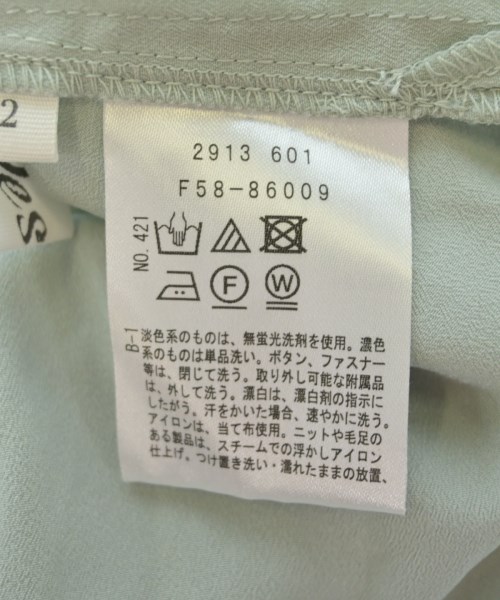 2
2913 601
F58-86009
NO. 421
F
W
B-1
淡色系のものは、無蛍光洗剤を使用。濃色
系のものは単品洗い。ボタン、ファスナー
等は、閉じて洗う。取り外し可能な附属品
は、外して洗う。漂白は、漂白剤の指示に
したがう。汗をかいた場合、速やかに洗う。
アイロンは、当て布使用。ニットや毛足の
ある製品は、スチームでの浮かしアイロン
仕上げ。つけ置き洗い・濡れたままの放置、